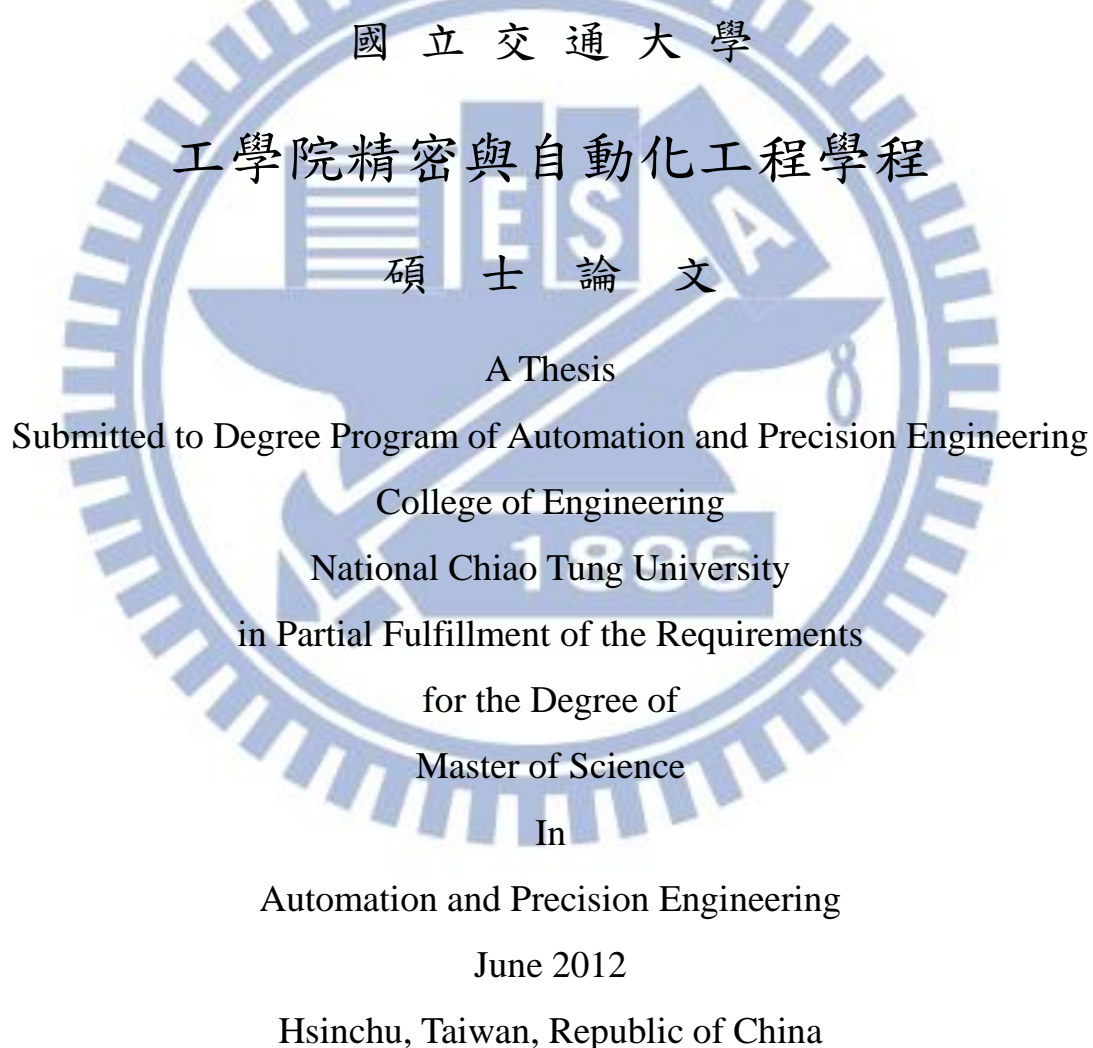 國 立 交 通 大 學
工學院精密與自動化工程學程
碩 士 論 文
A Thesis
Submitted to Degree Program of Automation and Precision Engineering
College of Engineering
National Chiao Tung University
in Partial Fulfillment of the Requirements
for the Degree of
Master of Science
In
Automation and Precision Engineering
June 2012
Hsinchu, Taiwan, Republic of China
ES A
1896